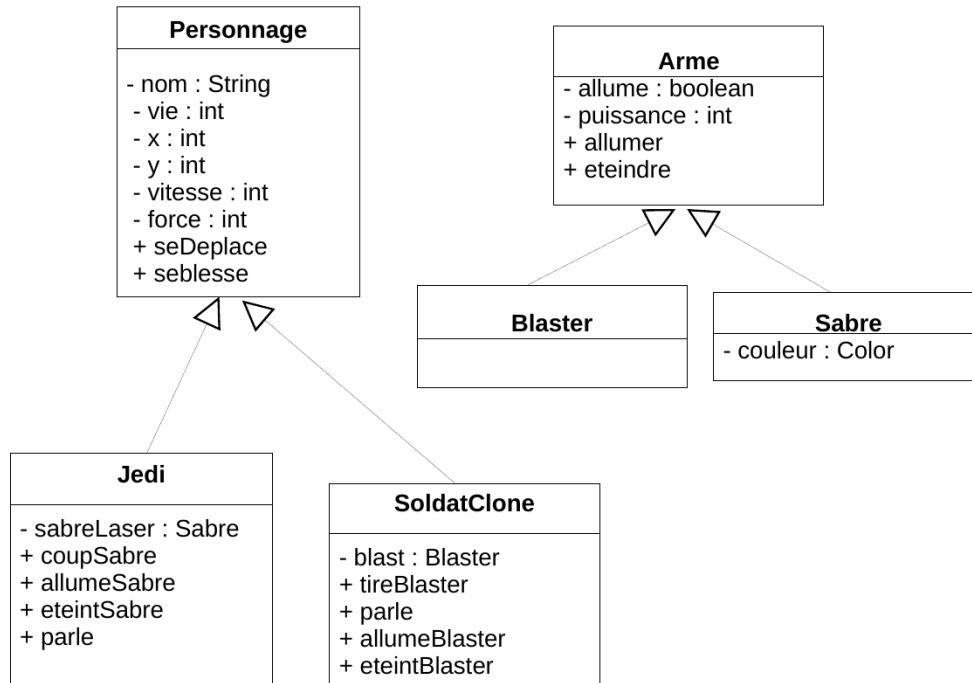 Personnage
- nom : String
- vie : int
- x : int
- y : int
- vitesse : int
- force : int
+ seDeplace
+ seblesse
Arme
- allume : boolean
- puissance : int
+ allumer
+ eteindre
Blaster
Sabre
- couleur : Color
Jedi
- sabreLaser : Sabre
+ coupSabre
+ allumeSabre
+ eteintSabre
+ parle
SoldatClone
- blast : Blaster
+ tireBlaster
+ parle
+ allumeBlaster
+ eteintBlaster